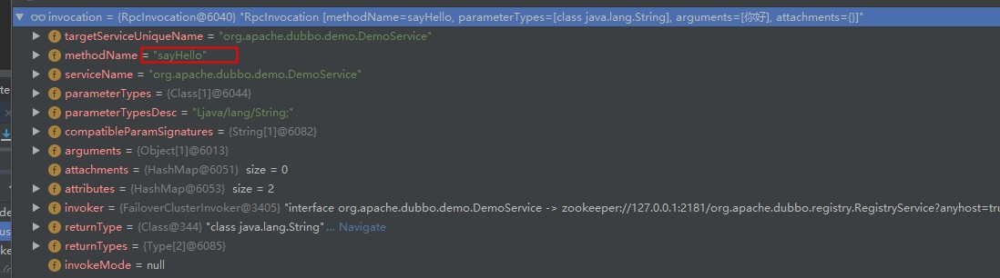 invocation = {RpcInvocation@6040} "RpcInvocation [methodName=sayHello, parameterTypes=[class java.lang.String], arguments=[你好], attachments={}]"
targetServiceUniqueName = "org.apache.dubbo.demo.DemoService"
methodName = "sayHello"
serviceName = "org.apache.dubbo.demo.DemoService"
parameterTypes = {Class[1]@6044}
parameterTypesDesc = "Ljava/lang/String;"
compatibleParamSignatures = {String[1]@6082}
arguments = {Object[1]@6013}
attachments = {HashMap@6051} size = 0
attributes = {HashMap@6053} size = 2
invoker = {FailoverClusterInvoker@3405} "interface org.apache.dubbo.demo.DemoService -> zookeeper://127.0.0.1:2181/org.apache.dubbo.registry.RegistryService?anyhost=tru
returnType = {Class@344} "class java.lang.String" ... Navigate
returnTypes = {Type[2]@6085}
invokeMode = null